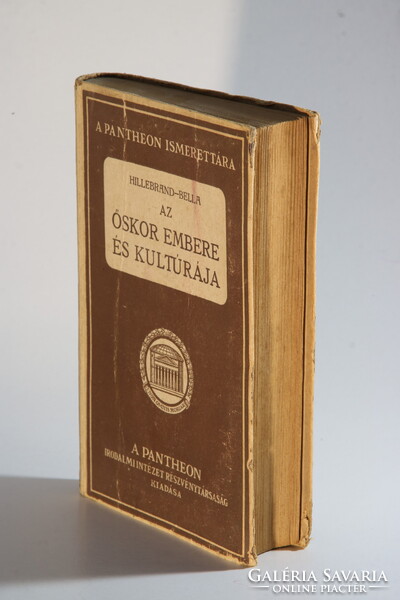 A PANTHEON ISMERETTÁRA
HILLEBRAND–BELLA
AZ
ŐSKOR EMBERE
ÉS KULTÚRÁJA
A PANTHEON
IRODALMI INTÉZET RÉSZVÉNYTÁRSASÁG
KIADÁSA
GALÉRIA SAVARIA
ONLINE PIACTÉR